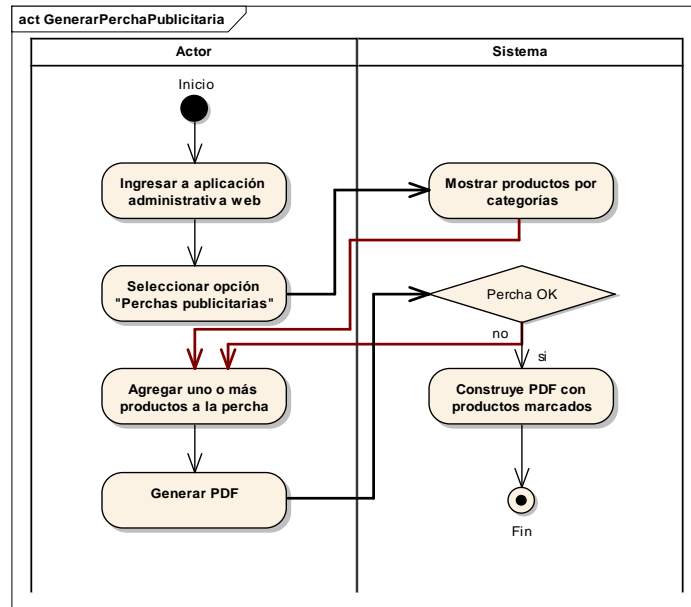 act GenerarPerchaPublicitaria
Actor
Sistema
Inicio
Ingresar a aplicación
administrativa web
Mostrar productos por
categorías
Seleccionar opción
"Perchas publicitarias"
Percha OK
no
si
Agregar uno o más
productos a la percha
Construye PDF con
productos marcados
Generar PDF
Fin